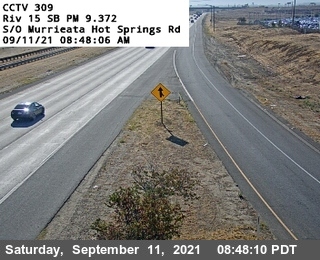 CCTV 309
Riv 15 SB PM 9.372
S/O Murrieata Hot Springs Rd
09/11/21 08:48:06 AM
Saturday, September 11, 2021 08:48:10 PDT